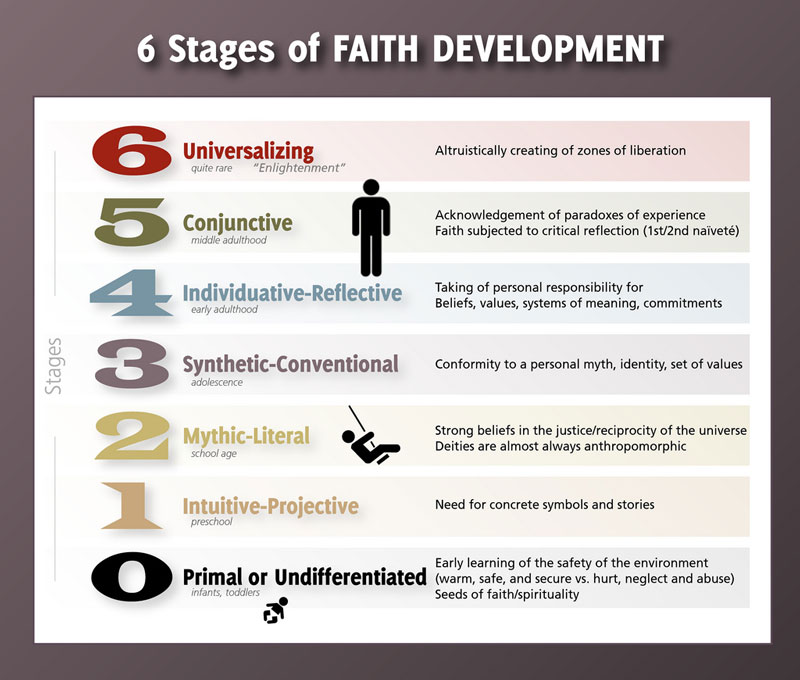 6 Stages of FAITH DEVELOPMENT
Stages
6
Universalizing
quite rare "Enlightenment"
Altruistically creating of zones of liberation
5
Conjunctive
middle adulthood
Acknowledgement of paradoxes of experience
Faith subjected to critical reflection (1st/2nd naïveté)
4
Individuative-Reflective
early adulthood
Taking of personal responsibility for
Beliefs, values, systems of meaning, commitments
3
Synthetic-Conventional
adolescence
Conformity to a personal myth, identity, set of values
2
Mythic-Literal
school age
Strong beliefs in the justice/reciprocity of the universe
Deities are almost always anthropomorphic
1
Intuitive-Projective
preschool
Need for concrete symbols and stories
0
Primal or Undifferentiated
infants, toddlers
Early learning of the safety of the environment
(warm, safe, and secure vs. hurt, neglect and abuse)
Seeds of faith/spirituality